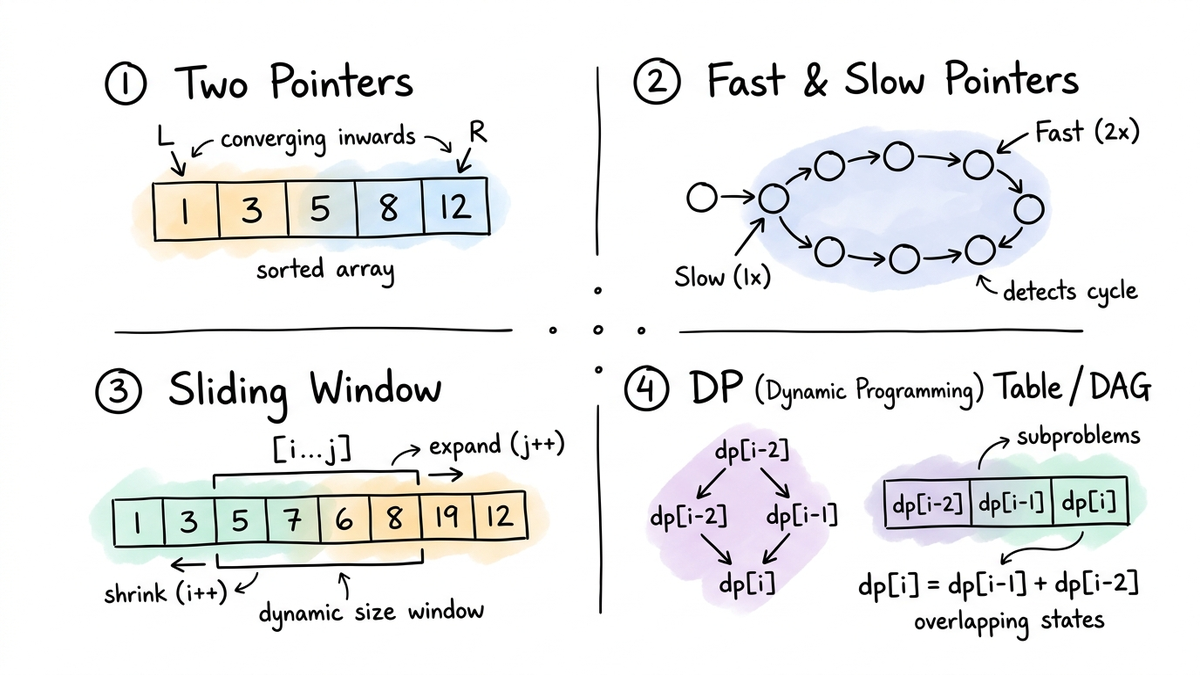 ① Two Pointers
L converging inwards R
1 3 5 8 12
sorted array
② Fast & Slow Pointers
Fast (2x)
Slow (1x)
detects cycle
③ Sliding Window
[i...j]
expand (j++)
1 3 5 7 6 8 19 12
shrink (i++)
dynamic size window
④ DP (Dynamic Programming) Table/DAG
dp[i-2]
dp[i-2] dp[i-1]
dp[i]
subproblems
dp[i-2] dp[i-1] dp[i]
dp[i] = dp[i-1] + dp[i-2]
overlapping states